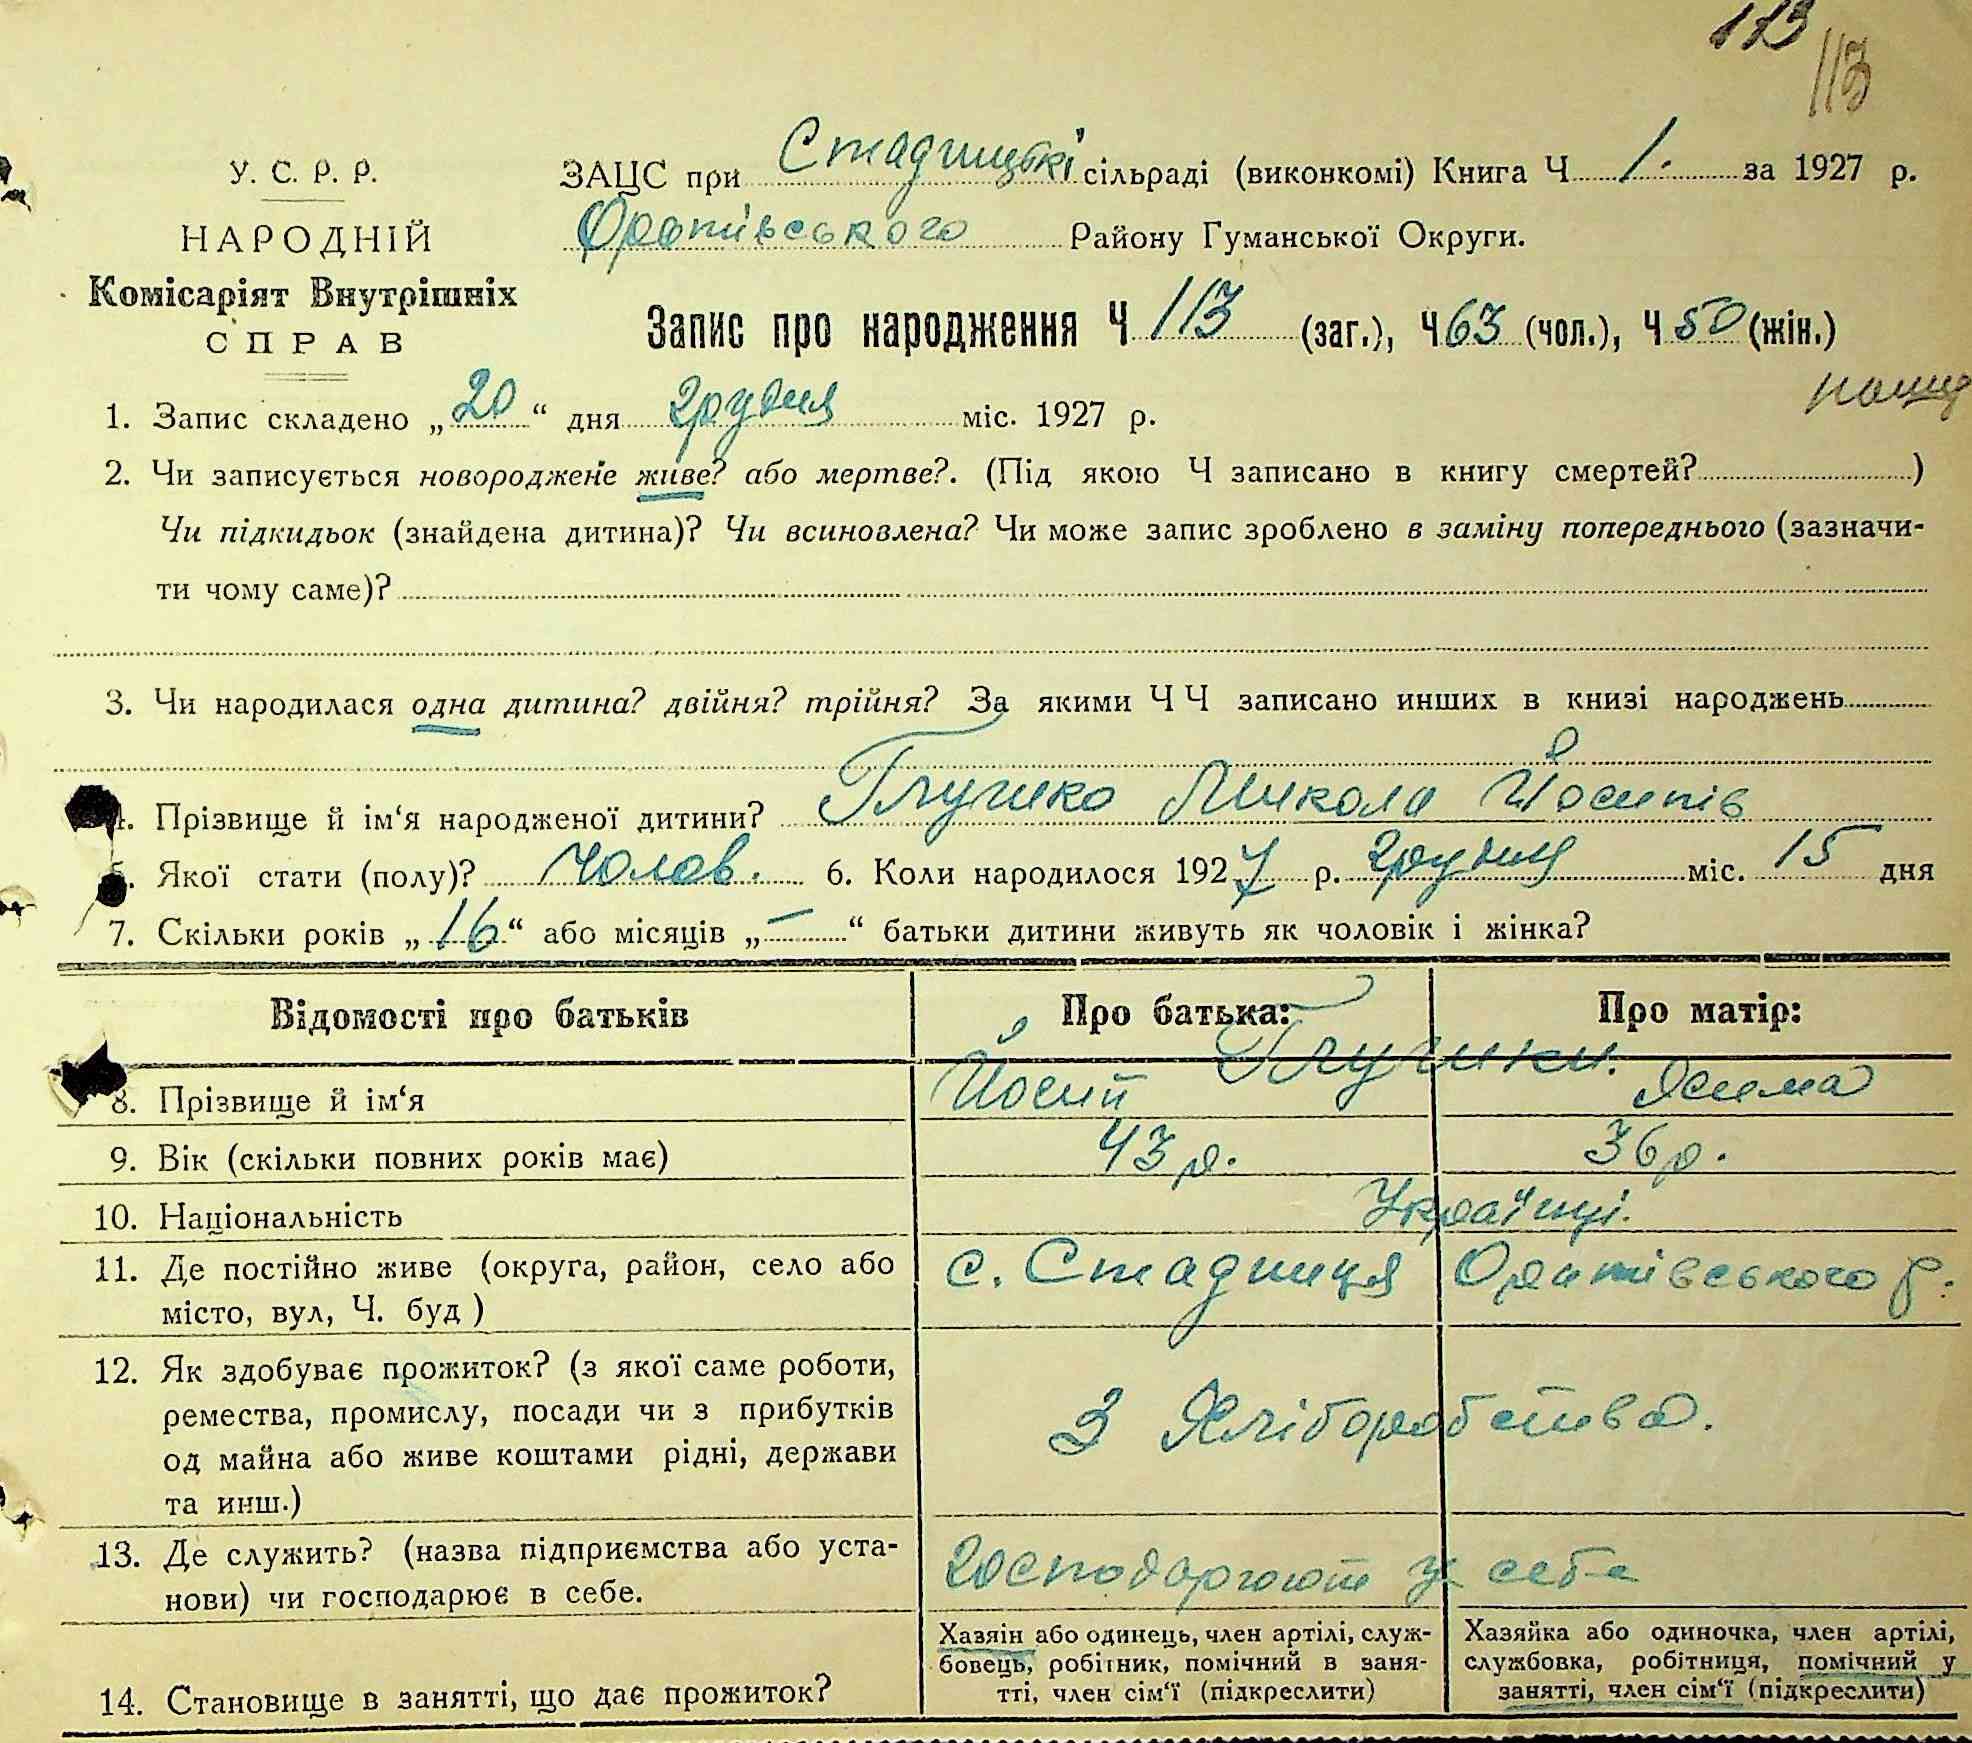 113
113
У. С. Р. Р.
НАРОДНІЙ
Комісаріят Внутрішніх
СПРАВ
ЗАЦС при Стадницькі сільраді (виконкомі) Книга Ч 1. за 1927 р.
Оратівського Району Гуманської Округи.
Запис про народження Ч 113 (заг.), Ч 63 (чол.), Ч 50 (жін.)
1. Запис складено „20“ дня грудня міс. 1927 р.
2. Чи записується новороджене живе? або мертве?. (Під якою Ч записано в книгу смертей? )
Чи підкидьок (знайдена дитина)? Чи всиновлена? Чи може запис зроблено в заміну попереднього (зазначи-
ти чому саме)?
3. Чи народилася одна дитина? двійня? трійня? За якими ЧЧ записано инших в книзі народжень
4. Прізвище й ім‘я народженої дитини? Глушко Микола Йосипів
5. Якої стати (полу)? Чолов. 6. Коли народилося 1927 р. грудня міс. 15 дня
7. Скільки років „16“ або місяців „—“ батьки дитини живуть як чоловік і жінка?
Відомості про батьків Про батька: Про матір:
8. Прізвище й ім‘я Йосип Глушки. Ясима
9. Вік (скільки повних років має) 43 р. 36 р.
10. Національність Українці.
11. Де постійно живе (округа, район, село або
місто, вул, Ч. буд ) с. Стадниця Оратівського р.
12. Як здобуває прожиток? (з якої саме роботи,
ремества, промислу, посади чи з прибутків
од майна або живе коштами рідні, держави
та инш.) З Хліборобства.
13. Де служить? (назва підприємства або уста-
нови) чи господарює в себе. господарюють у себе
14. Становище в занятті, що дає прожиток?
Хазяін або одинець, член артілі, служ-
бовець, робітник, помічний в заня-
тті, член сім‘ї (підкреслити)
Хазяйка або одиночка, член артілі,
службовка, робітниця, помічний у
занятті, член сім‘ї (підкреслити)